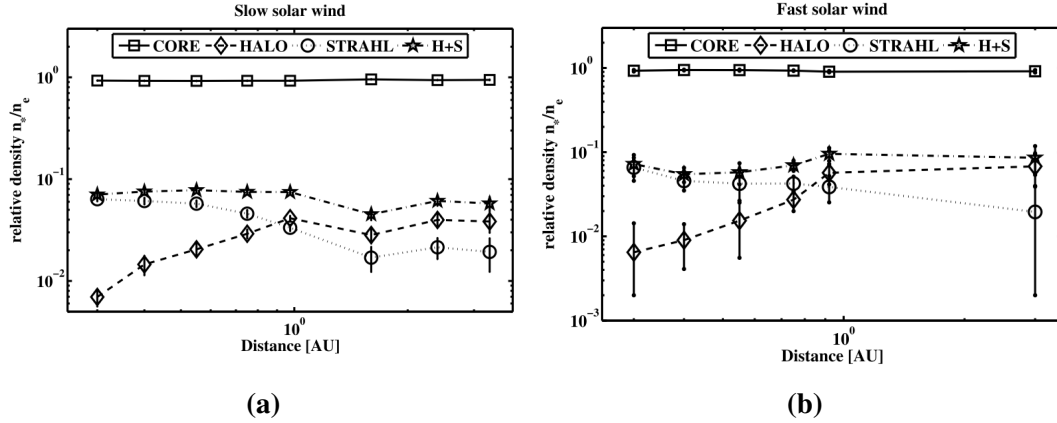 Slow solar wind
CORE HALO STRAHL H+S
10^0
10^-1
10^-2
relative density n_*/n_e
10^0
Distance [AU]
(a)
Fast solar wind
CORE HALO STRAHL H+S
10^0
10^-1
10^-2
10^-3
relative density n_*/n_e
10^0
Distance [AU]
(b)